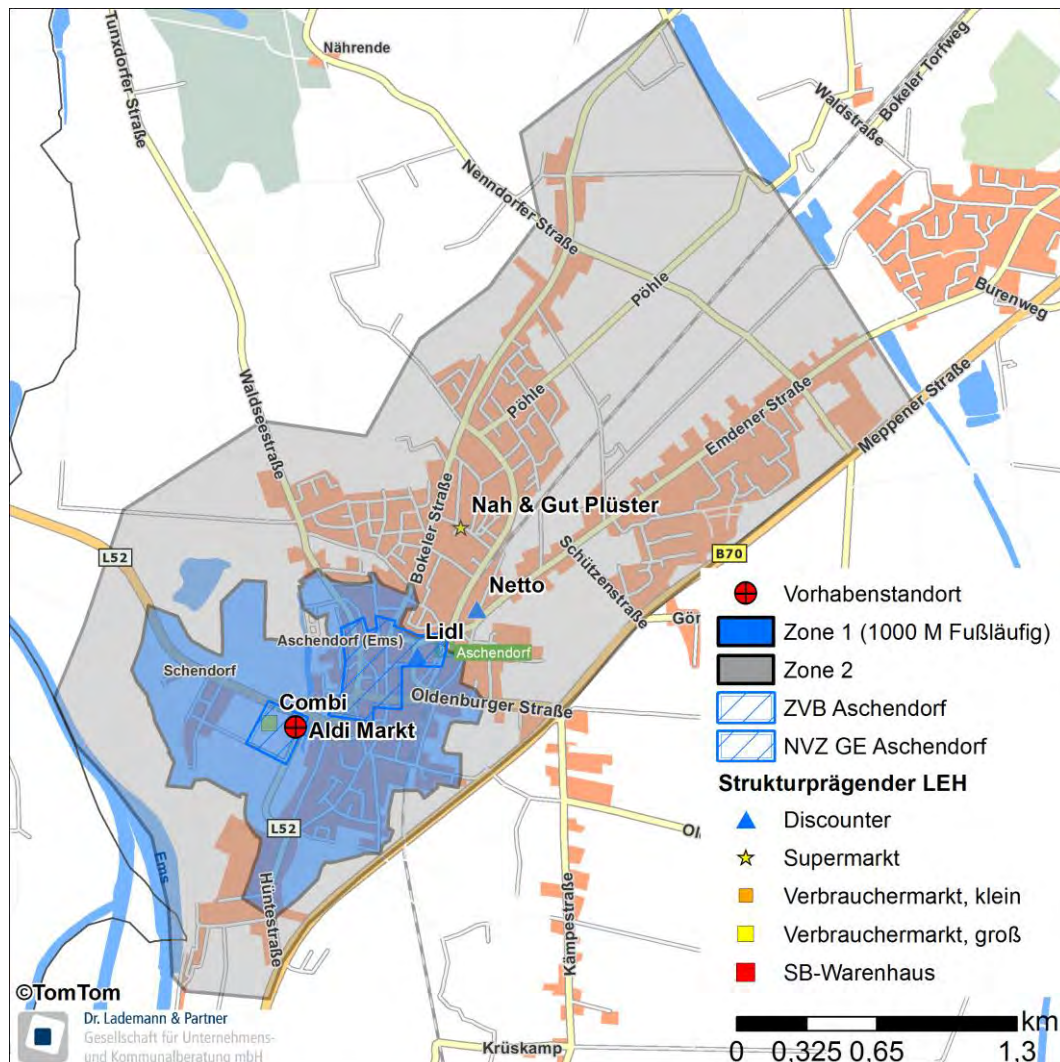 Tunxdorfer Straße
Nährende
Bokeler Torfweg
Waldstraße
Nenndorfer Straße
Burenweg
Pöhle
Meppener Straße
Waldseestraße
Pöhle
Emdener Straße
Bokeler Straße
Nah & Gut Plüster
L52
B70
Schützenstraße
Netto
Lidl
Aschendorf (Ems)
Aschendorf
Schendorf
Oldenburger Straße
Combi
Aldi Markt
L52
Ems
Hüntestraße
Kämpestraße
Krüskamp
Vorhabenstandort
Zone 1 (1000 M Fußläufig)
Zone 2
ZVB Aschendorf
NVZ GE Aschendorf
Strukturprägender LEH
Discounter
Supermarkt
Verbrauchermarkt, klein
Verbrauchermarkt, groß
SB-Warenhaus
km
0 0,325 0,65 1,3
©TomTom
Dr. Lademann & Partner
Gesellschaft für Unternehmens-
und Kommunalberatung mbH